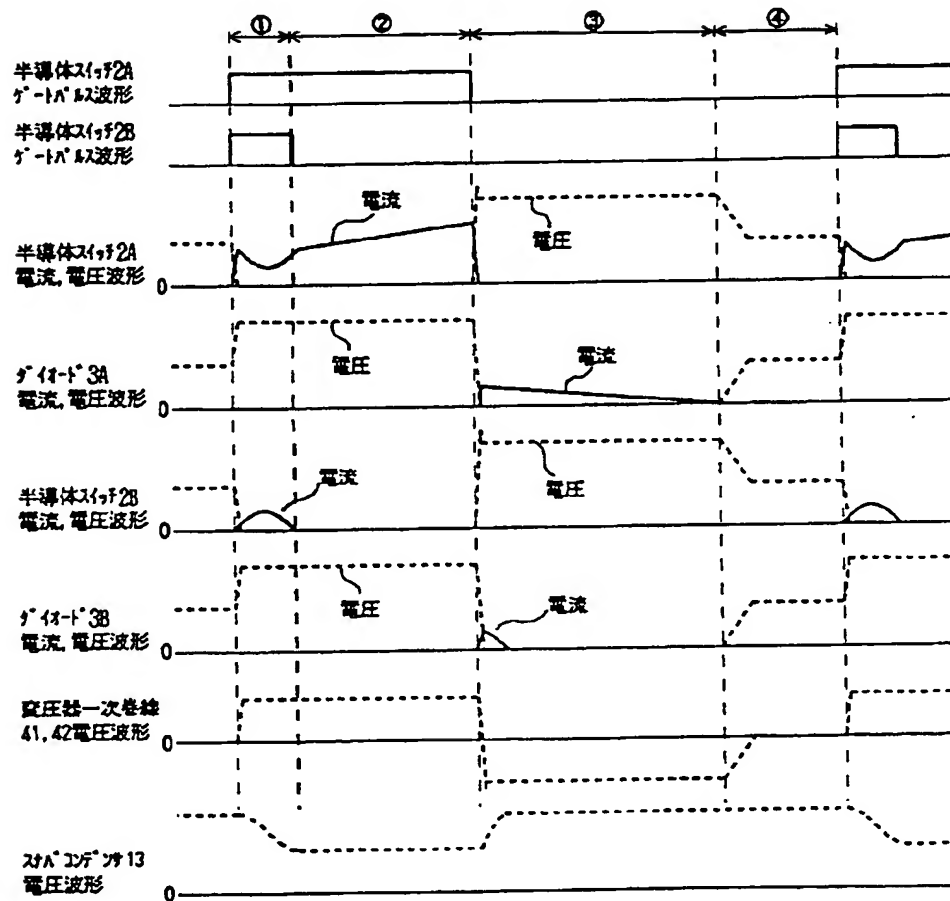 ① ② ③ ④
半導体スイッチ2A
ゲートパルス波形
半導体スイッチ2B
ゲートパルス波形
電流
電圧
半導体スイッチ2A
電流,電圧波形 0
電圧
電流
ダイオード3A
電流,電圧波形 0
電流
電圧
半導体スイッチ2B
電流,電圧波形 0
電圧
電流
ダイオード3B
電流,電圧波形 0
変圧器一次巻線
41,42電圧波形 0
スナバコンデンサ13
電圧波形 0